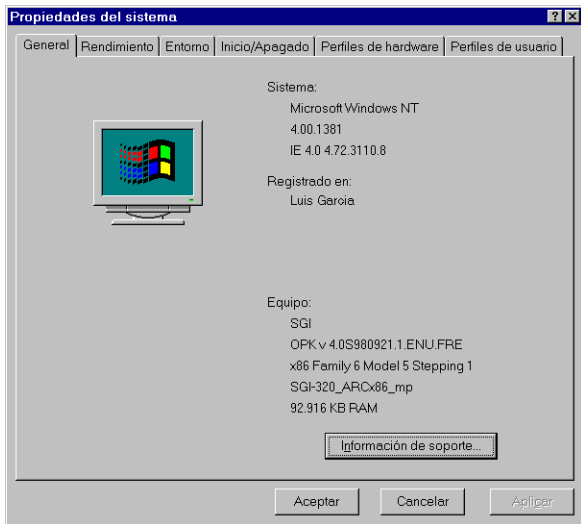 Propiedades del sistema
General Rendimiento Entorno Inicio/Apagado Perfiles de hardware Perfiles de usuario
Sistema:
Microsoft Windows NT
4.00.1381
IE 4.0 4.72.3110.8
Registrado en:
Luis Garcia
Equipo:
SGI
OPK v 4.0S980921.1.ENU.FRE
x86 Family 6 Model 5 Stepping 1
SGI-320_ARCx86_mp
92.916 KB RAM
Información de soporte...
Aceptar Cancelar Aplicar